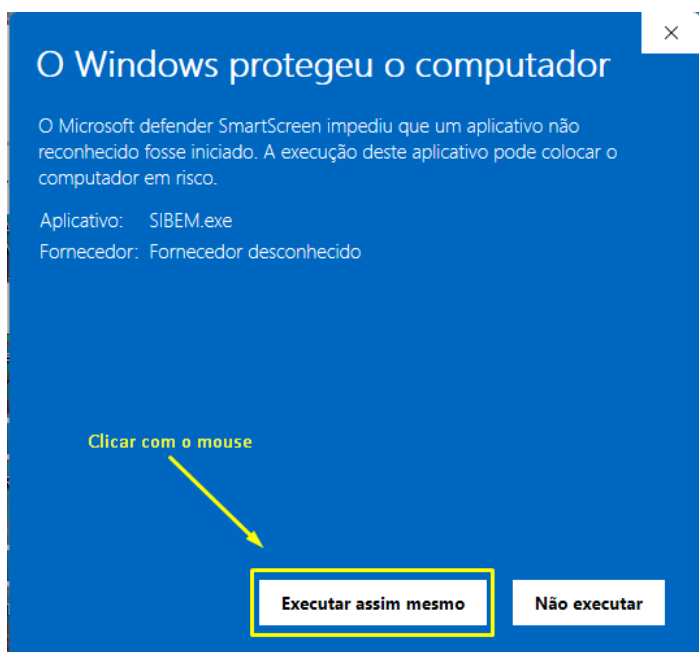 O Windows protegeu o computador
O Microsoft defender SmartScreen impediu que um aplicativo não
reconhecido fosse iniciado. A execução deste aplicativo pode colocar o
computador em risco.
Aplicativo: SIBEM.exe
Fornecedor: Fornecedor desconhecido
Clicar com o mouse
Executar assim mesmo
Não executar